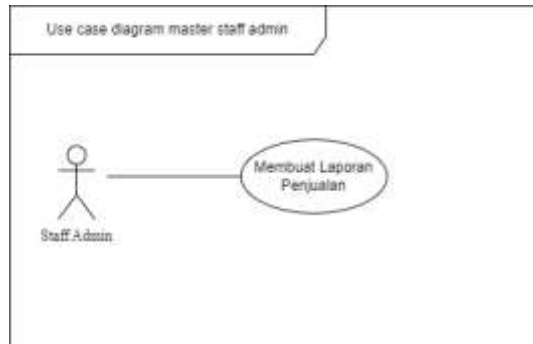 Use case diagram master staff admin
Membuat Laporan
Penjualan
Staff Admin